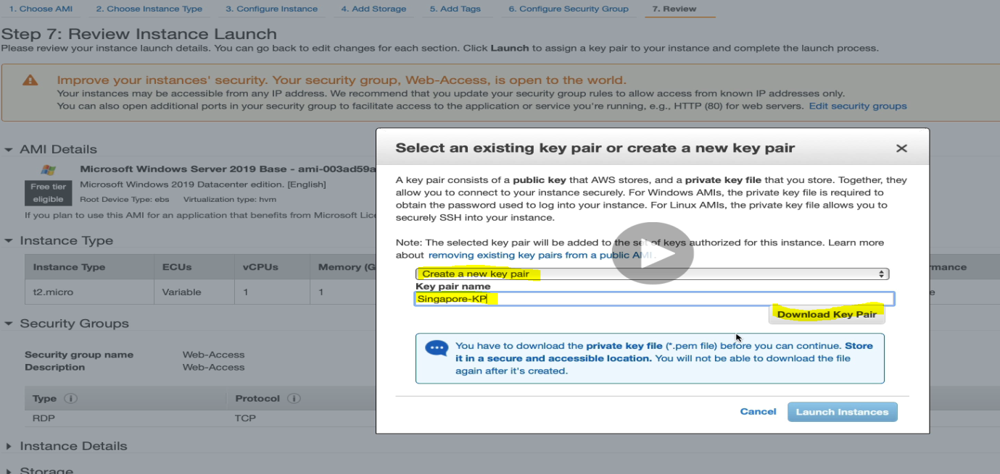 1. Choose AMI 2. Choose Instance Type 3. Configure Instance 4. Add Storage 5. Add Tags 6. Configure Security Group 7. Review
Step 7: Review Instance Launch
Please review your instance launch details. You can go back to edit changes for each section. Click Launch to assign a key pair to your instance and complete the launch process.
Improve your instances' security. Your security group, Web-Access, is open to the world.
Your instances may be accessible from any IP address. We recommend that you update your security group rules to allow access from known IP addresses only.
You can also open additional ports in your security group to facilitate access to the application or service you're running, e.g., HTTP (80) for web servers. Edit security groups
AMI Details
Microsoft Windows Server 2019 Base - ami-003ad59a
Free tier
eligible
Microsoft Windows 2019 Datacenter edition. [English]
Root Device Type: ebs Virtualization type: hvm
If you plan to use this AMI for an application that benefits from Microsoft Lice
Instance Type
Instance Type ECUs vCPUs Memory (G
t2.micro Variable 1 1
Security Groups
Security group name Web-Access
Description Web-Access
Type Protocol
RDP TCP
Instance Details
Storage
Select an existing key pair or create a new key pair
A key pair consists of a public key that AWS stores, and a private key file that you store. Together, they
allow you to connect to your instance securely. For Windows AMIs, the private key file is required to
obtain the password used to log into your instance. For Linux AMIs, the private key file allows you to
securely SSH into your instance.
Note: The selected key pair will be added to the set of keys authorized for this instance. Learn more
about removing existing key pairs from a public AMI.
Create a new key pair
Key pair name
Singapore-KP
Download Key Pair
You have to download the private key file (*.pem file) before you can continue. Store
it in a secure and accessible location. You will not be able to download the file
again after it's created.
Cancel Launch Instances